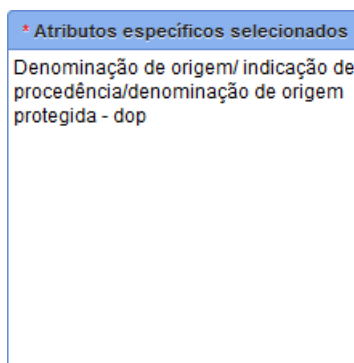 * Atributos específicos selecionados
Denominação de origem/ indicação de
procedência/denominação de origem
protegida - dop